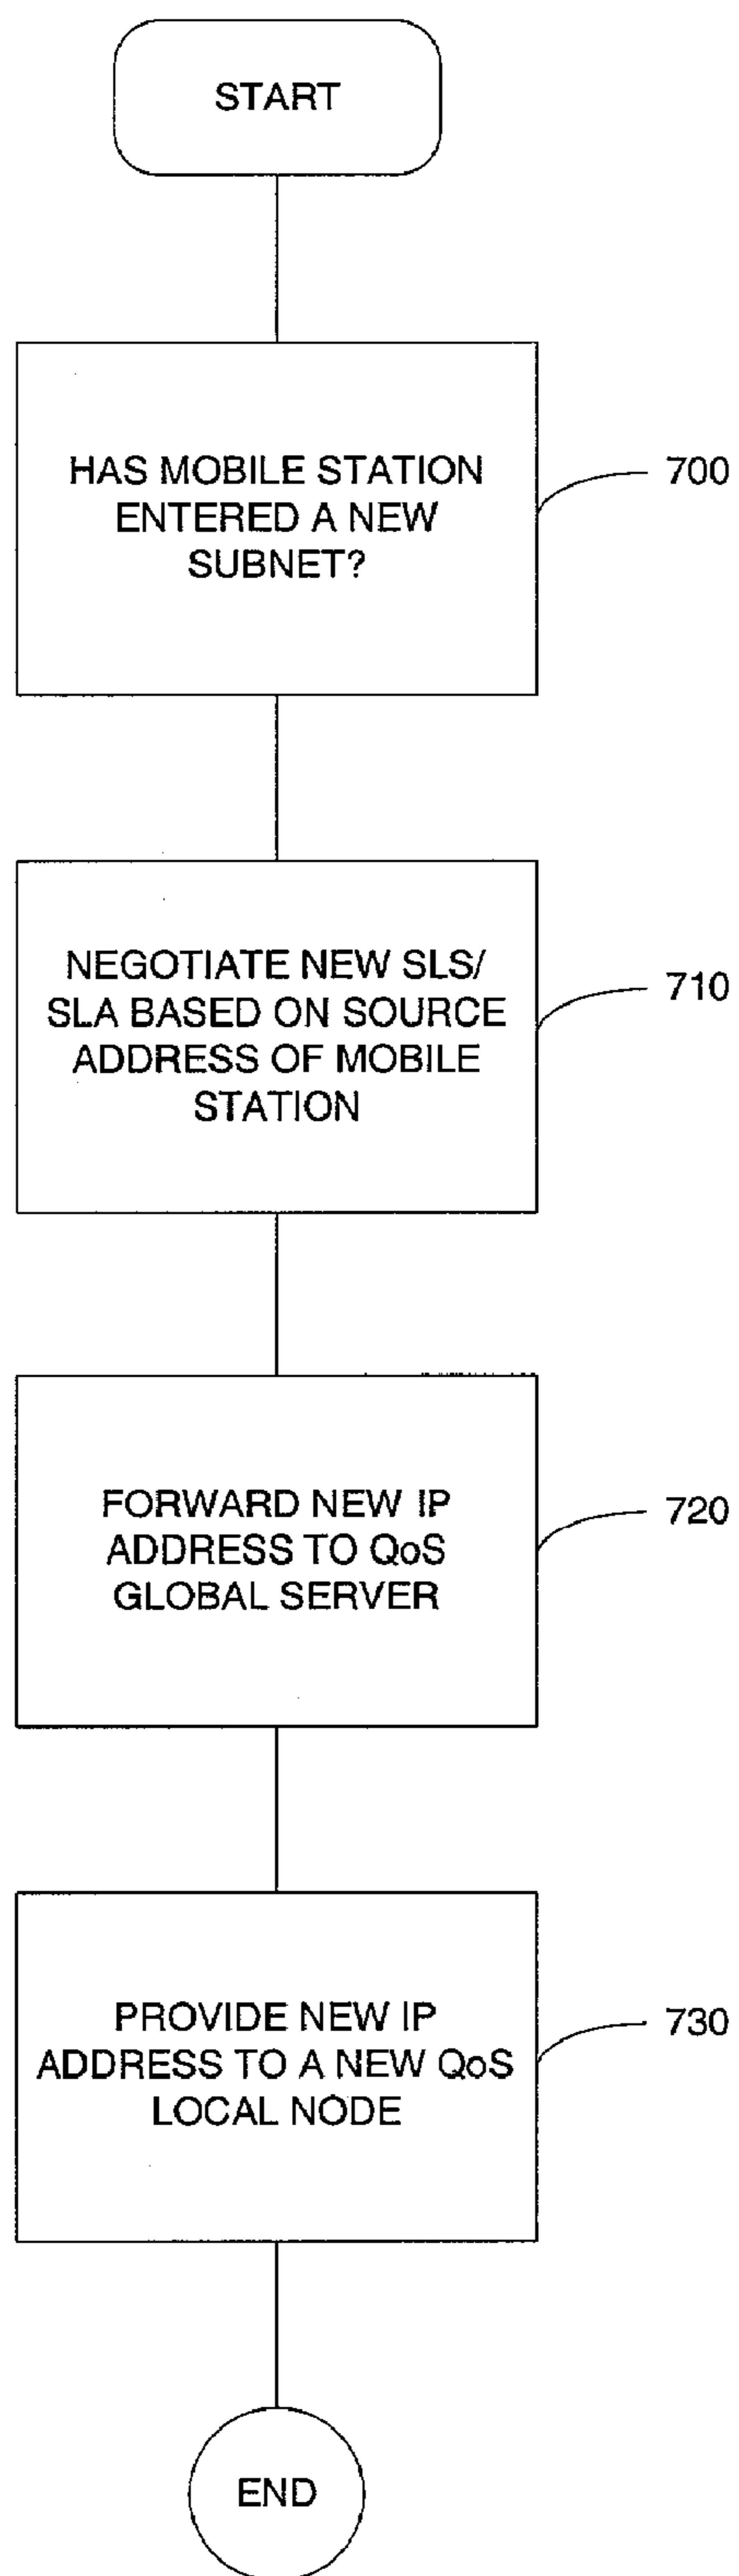 START
HAS MOBILE STATION
ENTERED A NEW
SUBNET?
700
NEGOTIATE NEW SLS/
SLA BASED ON SOURCE
ADDRESS OF MOBILE
STATION
710
FORWARD NEW IP
ADDRESS TO QoS
GLOBAL SERVER
720
PROVIDE NEW IP
ADDRESS TO A NEW QoS
LOCAL NODE
730
END